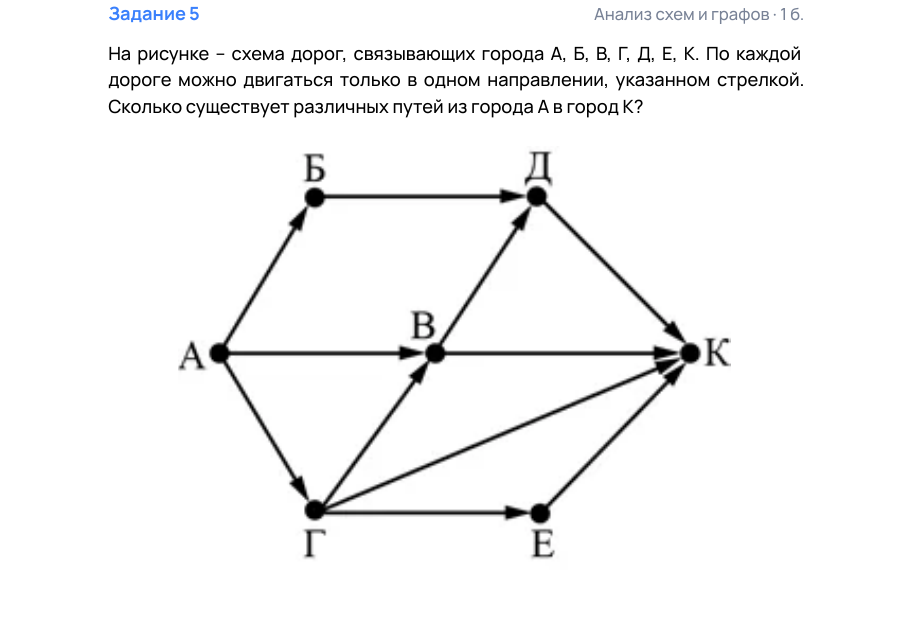 Задание 5
Анализ схем и графов · 1 б.
На рисунке – схема дорог, связывающих города А, Б, В, Г, Д, Е, К. По каждой
дороге можно двигаться только в одном направлении, указанном стрелкой.
Сколько существует различных путей из города А в город К?
Б
Д
В
А
К
Г
Е